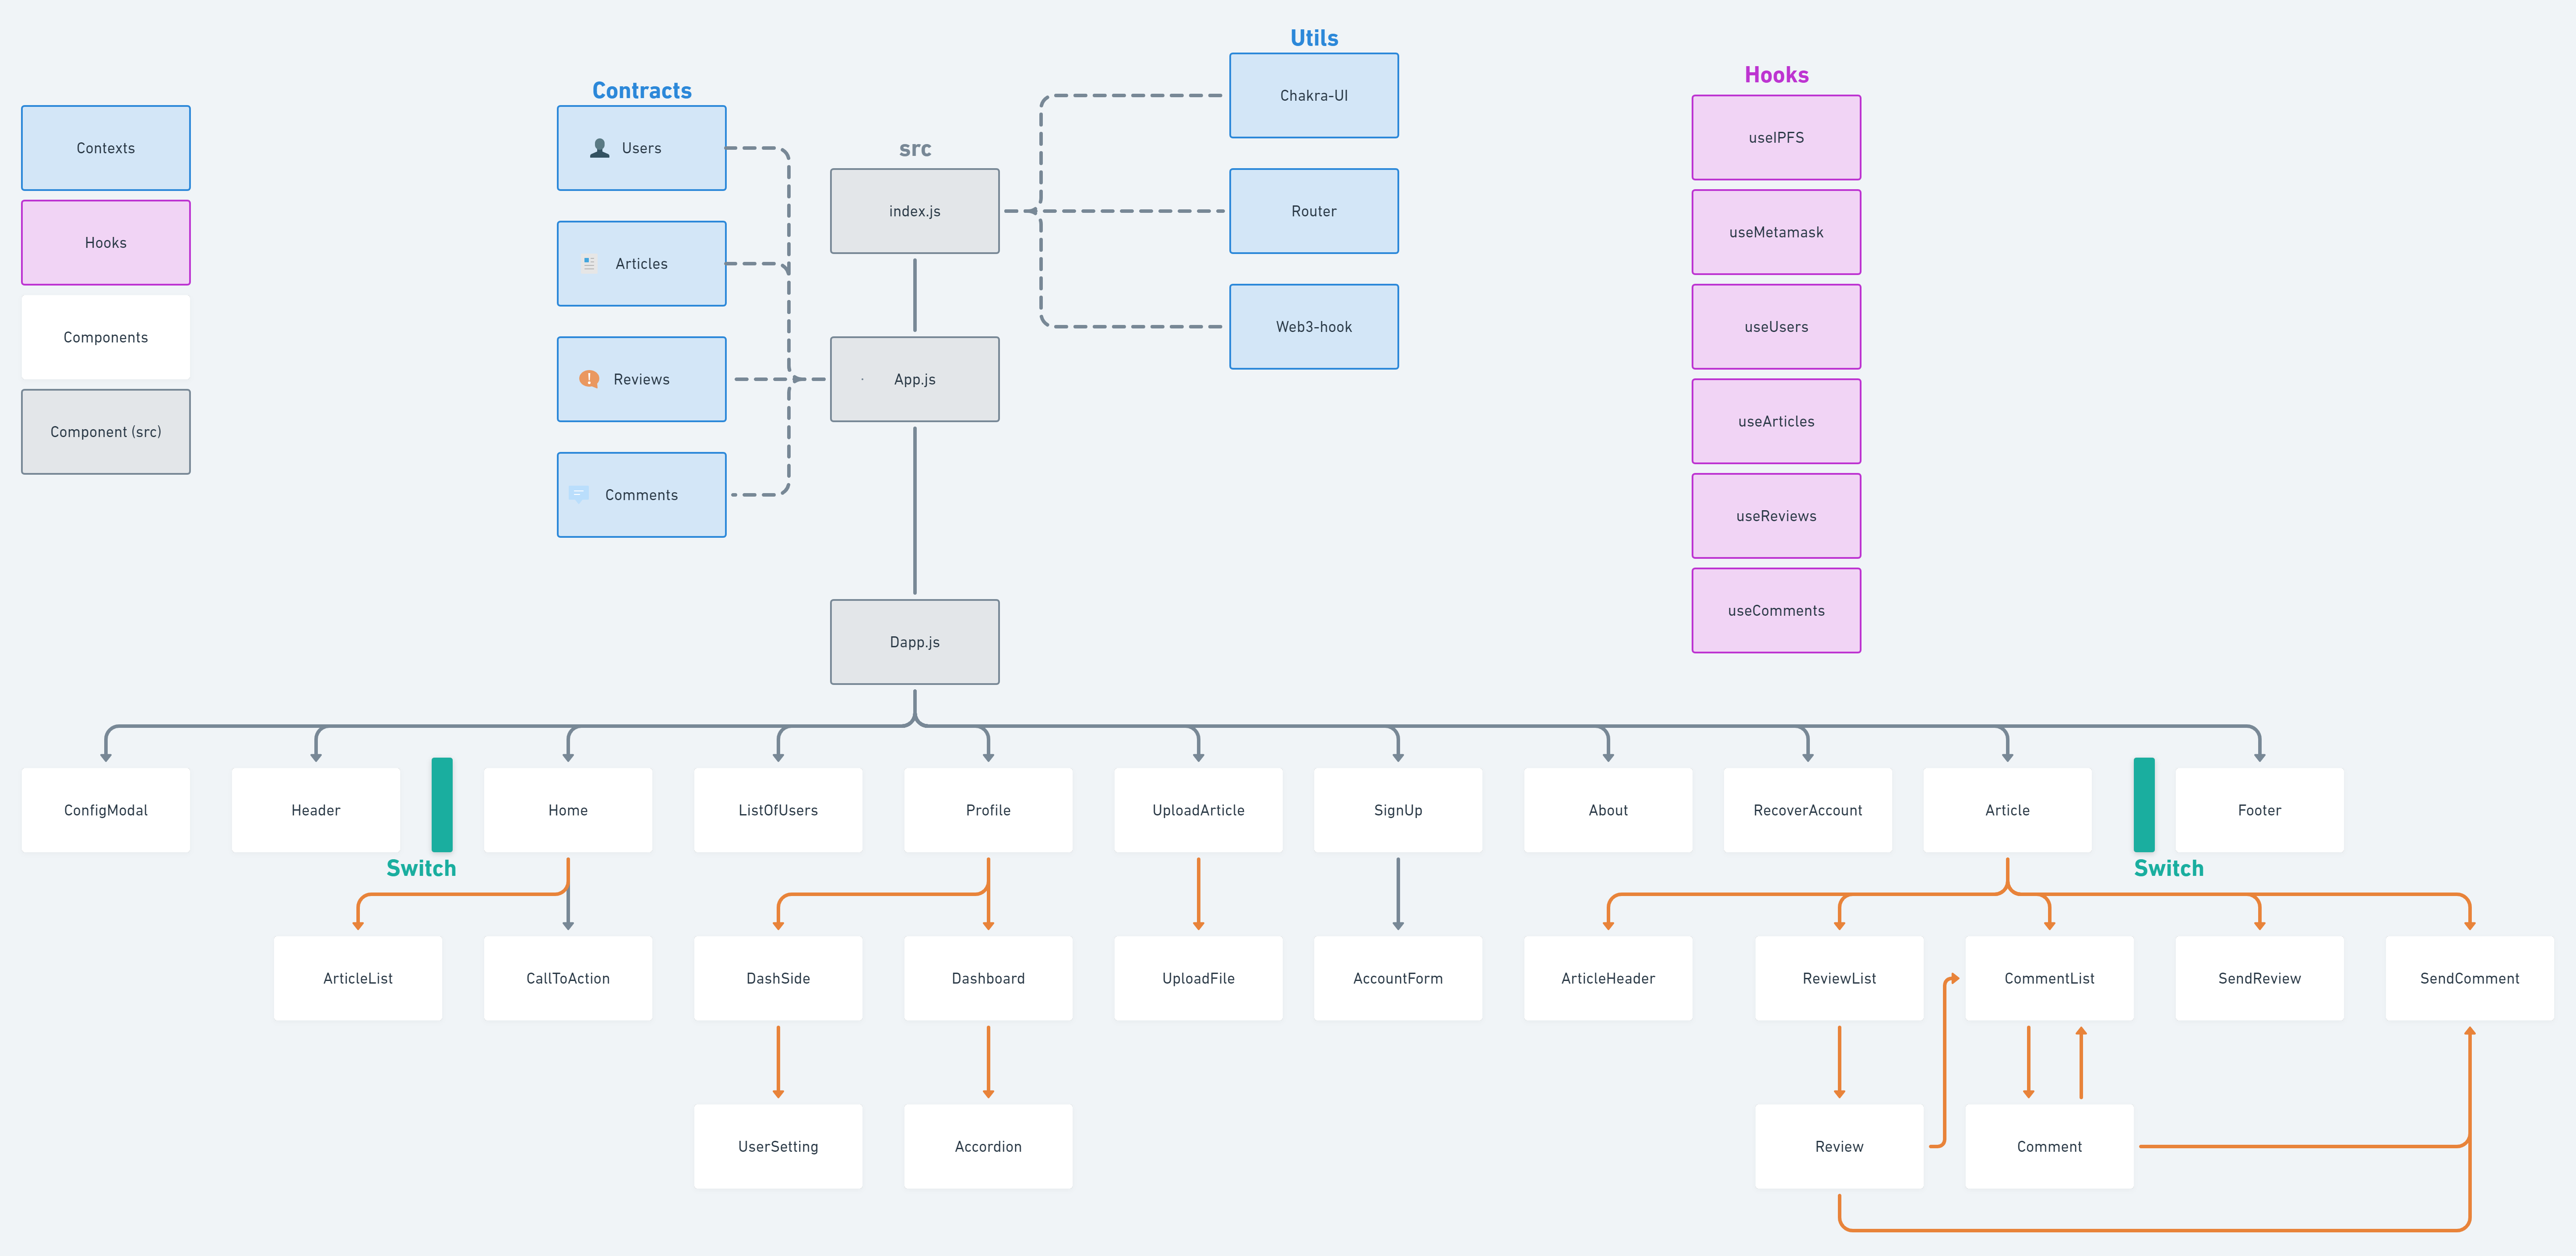 Contexts
Hooks
Components
Component (src)
Contracts
Users
Articles
Reviews
Comments
src
index.js
App.js
Dapp.js
Utils
Chakra-UI
Router
Web3-hook
Hooks
useIPFS
useMetamask
useUsers
useArticles
useReviews
useComments
ConfigModal
Header
Home
ListOfUsers
Profile
UploadArticle
SignUp
About
RecoverAccount
Article
Footer
Switch
Switch
ArticleList
CallToAction
DashSide
Dashboard
UploadFile
AccountForm
ArticleHeader
ReviewList
CommentList
SendReview
SendComment
UserSetting
Accordion
Review
Comment